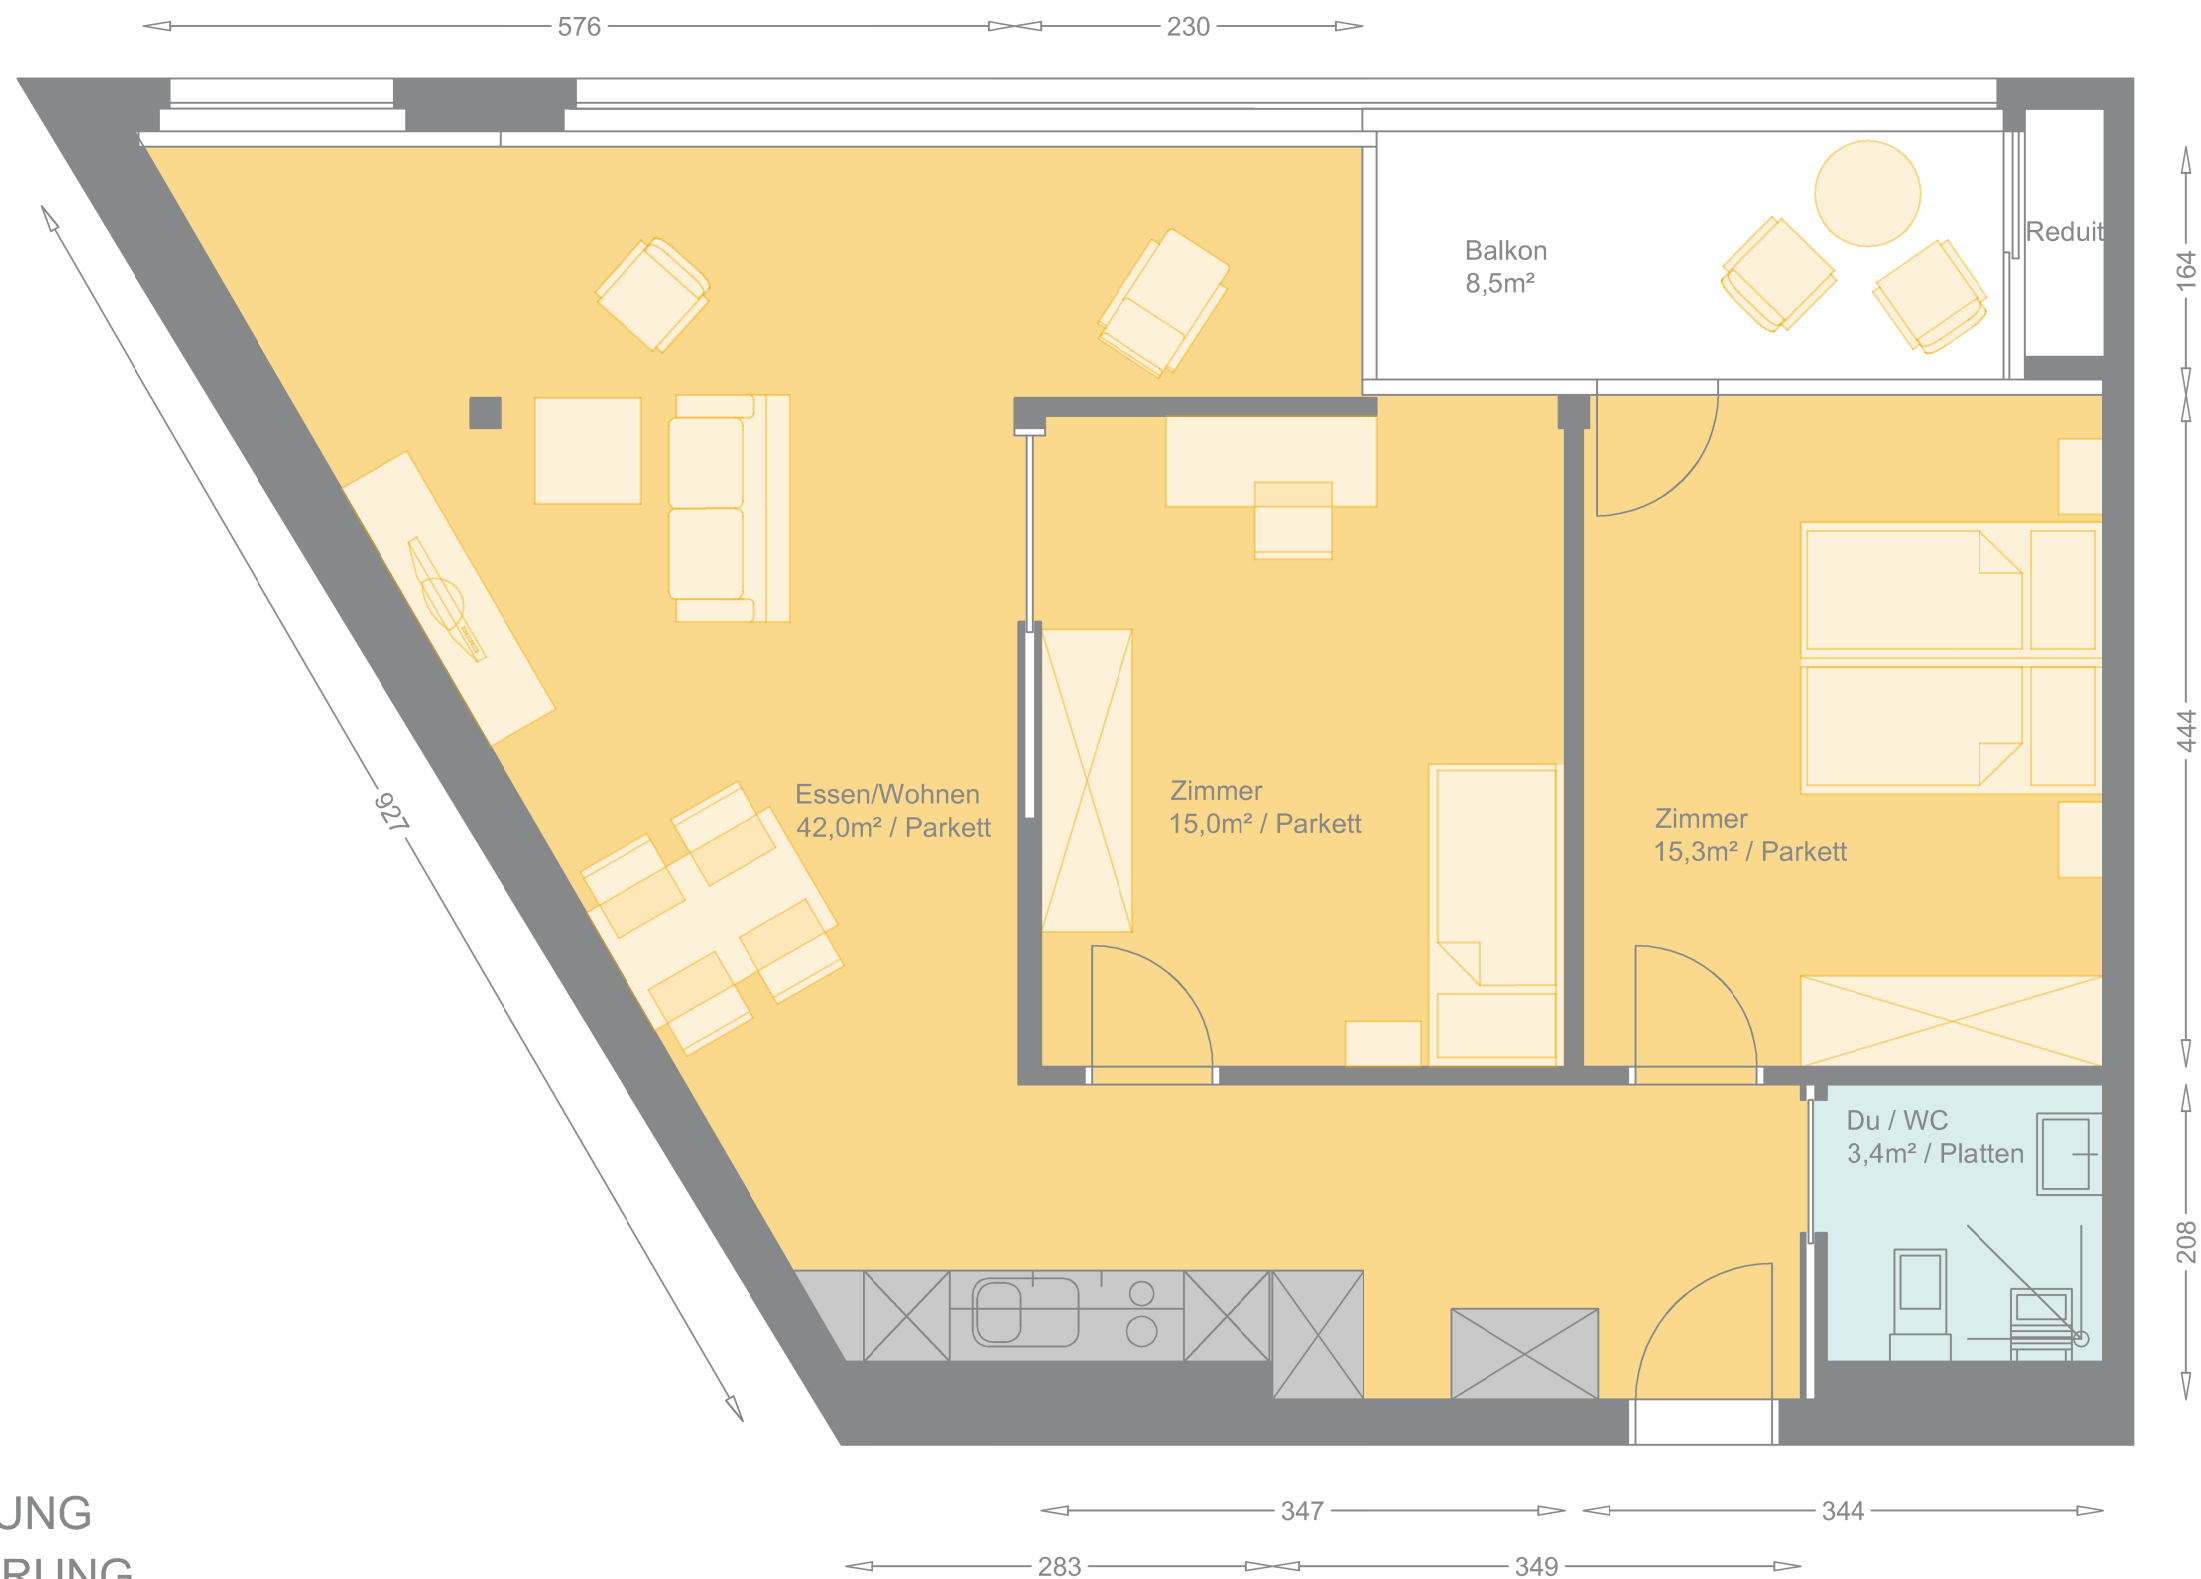 576
230
Balkon
8,5m²
Reduit
164
444
927
Essen/Wohnen
42,0m² / Parkett
Zimmer
15,0m² / Parkett
Zimmer
15,3m² / Parkett
Du / WC
3,4m² / Platten
208
UNG
RUNG
347
344
283
349